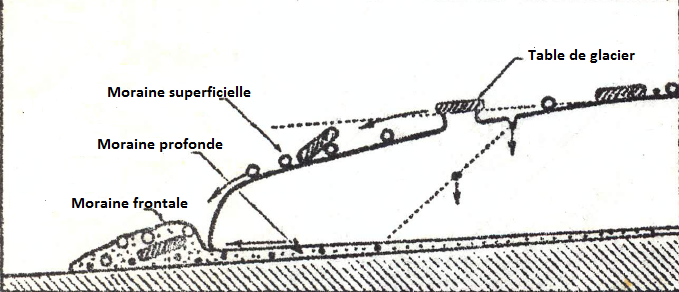 Table de glacier
Moraine superficielle
Moraine profonde
Moraine frontale